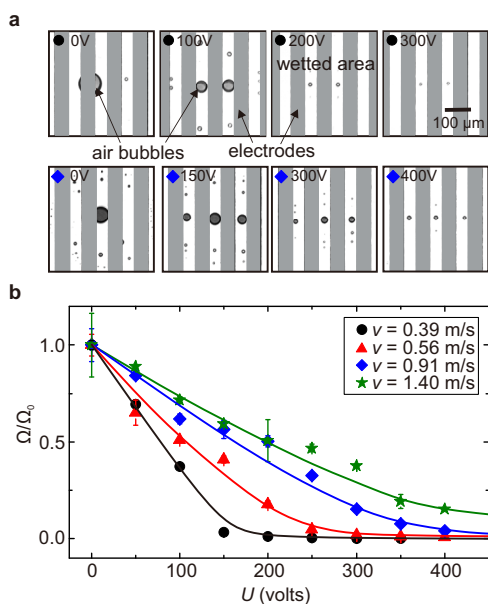 a
0V 100V 200V 300V
wetted area
100 μm
air bubbles electrodes
0V 150V 300V 400V
b
v = 0.39 m/s
v = 0.56 m/s
v = 0.91 m/s
v = 1.40 m/s
Ω/Ω₀
1.0
0.5
0.0
0 100 200 300 400
U (volts)